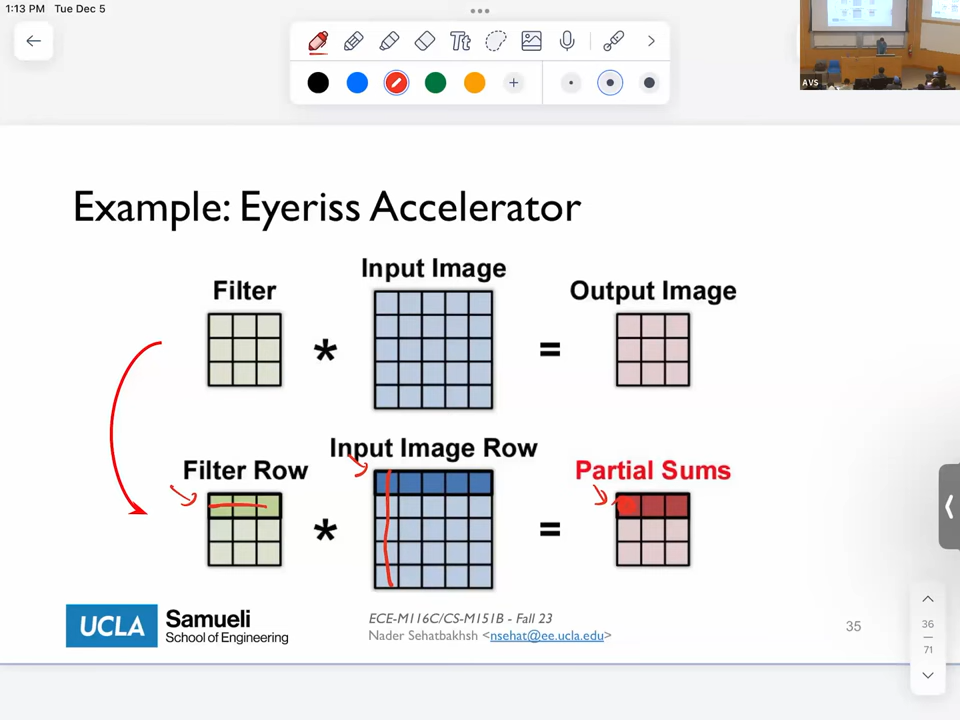 1:13 PM Tue Dec 5
Tt
AVS
Example: Eyeriss Accelerator
Filter
Input Image
Output Image
*
=
Filter Row
Input Image Row
Partial Sums
*
=
UCLA
Samueli
School of Engineering
ECE-M116C/CS-M151B - Fall 23
Nader Sehatbakhsh <nsehat@ee.ucla.edu>
35
36
71